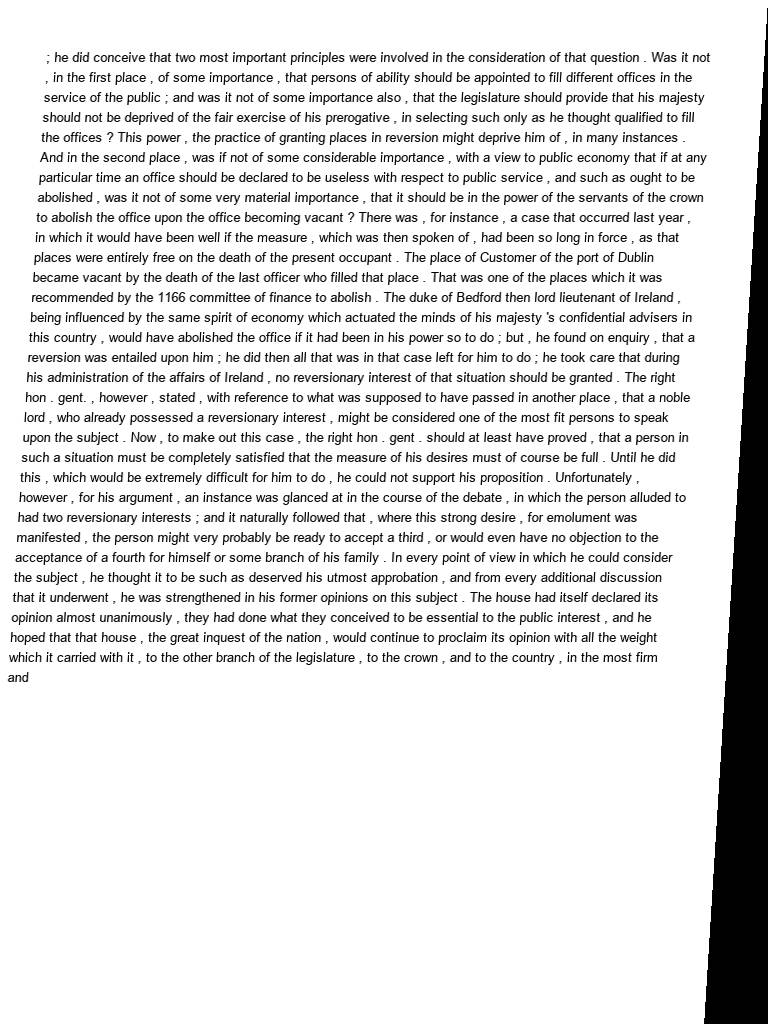 ; he did conceive that two most important principles were involved in the consideration of that question . Was it not
, in the first place , of some importance , that persons of ability should be appointed to fill different offices in the
service of the public ; and was it not of some importance also , that the legislature should provide that his majesty
should not be deprived of the fair exercise of his prerogative , in selecting such only as he thought qualified to fill
the offices ? This power , the practice of granting places in reversion might deprive him of , in many instances .
And in the second place , was if not of some considerable importance , with a view to public economy that if at any
particular time an office should be declared to be useless with respect to public service , and such as ought to be
abolished , was it not of some very material importance , that it should be in the power of the servants of the crown
to abolish the office upon the office becoming vacant ? There was , for instance , a case that occurred last year ,
in which it would have been well if the measure , which was then spoken of , had been so long in force , as that
places were entirely free on the death of the present occupant . The place of Customer of the port of Dublin
became vacant by the death of the last officer who filled that place . That was one of the places which it was
recommended by the 1166 committee of finance to abolish . The duke of Bedford then lord lieutenant of Ireland ,
being influenced by the same spirit of economy which actuated the minds of his majesty 's confidential advisers in
this country , would have abolished the office if it had been in his power so to do ; but , he found on enquiry , that a
reversion was entailed upon him ; he did then all that was in that case left for him to do ; he took care that during
his administration of the affairs of Ireland , no reversionary interest of that situation should be granted . The right
hon . gent. , however , stated , with reference to what was supposed to have passed in another place , that a noble
lord , who already possessed a reversionary interest , might be considered one of the most fit persons to speak
upon the subject . Now , to make out this case , the right hon . gent . should at least have proved , that a person in
such a situation must be completely satisfied that the measure of his desires must of course be full . Until he did
this , which would be extremely difficult for him to do , he could not support his proposition . Unfortunately ,
however , for his argument , an instance was glanced at in the course of the debate , in which the person alluded to
had two reversionary interests ; and it naturally followed that , where this strong desire , for emolument was
manifested , the person might very probably be ready to accept a third , or would even have no objection to the
acceptance of a fourth for himself or some branch of his family . In every point of view in which he could consider
the subject , he thought it to be such as deserved his utmost approbation , and from every additional discussion
that it underwent , he was strengthened in his former opinions on this subject . The house had itself declared its
opinion almost unanimously , they had done what they conceived to be essential to the public interest , and he
hoped that that house , the great inquest of the nation , would continue to proclaim its opinion with all the weight
which it carried with it , to the other branch of the legislature , to the crown , and to the country , in the most firm
and